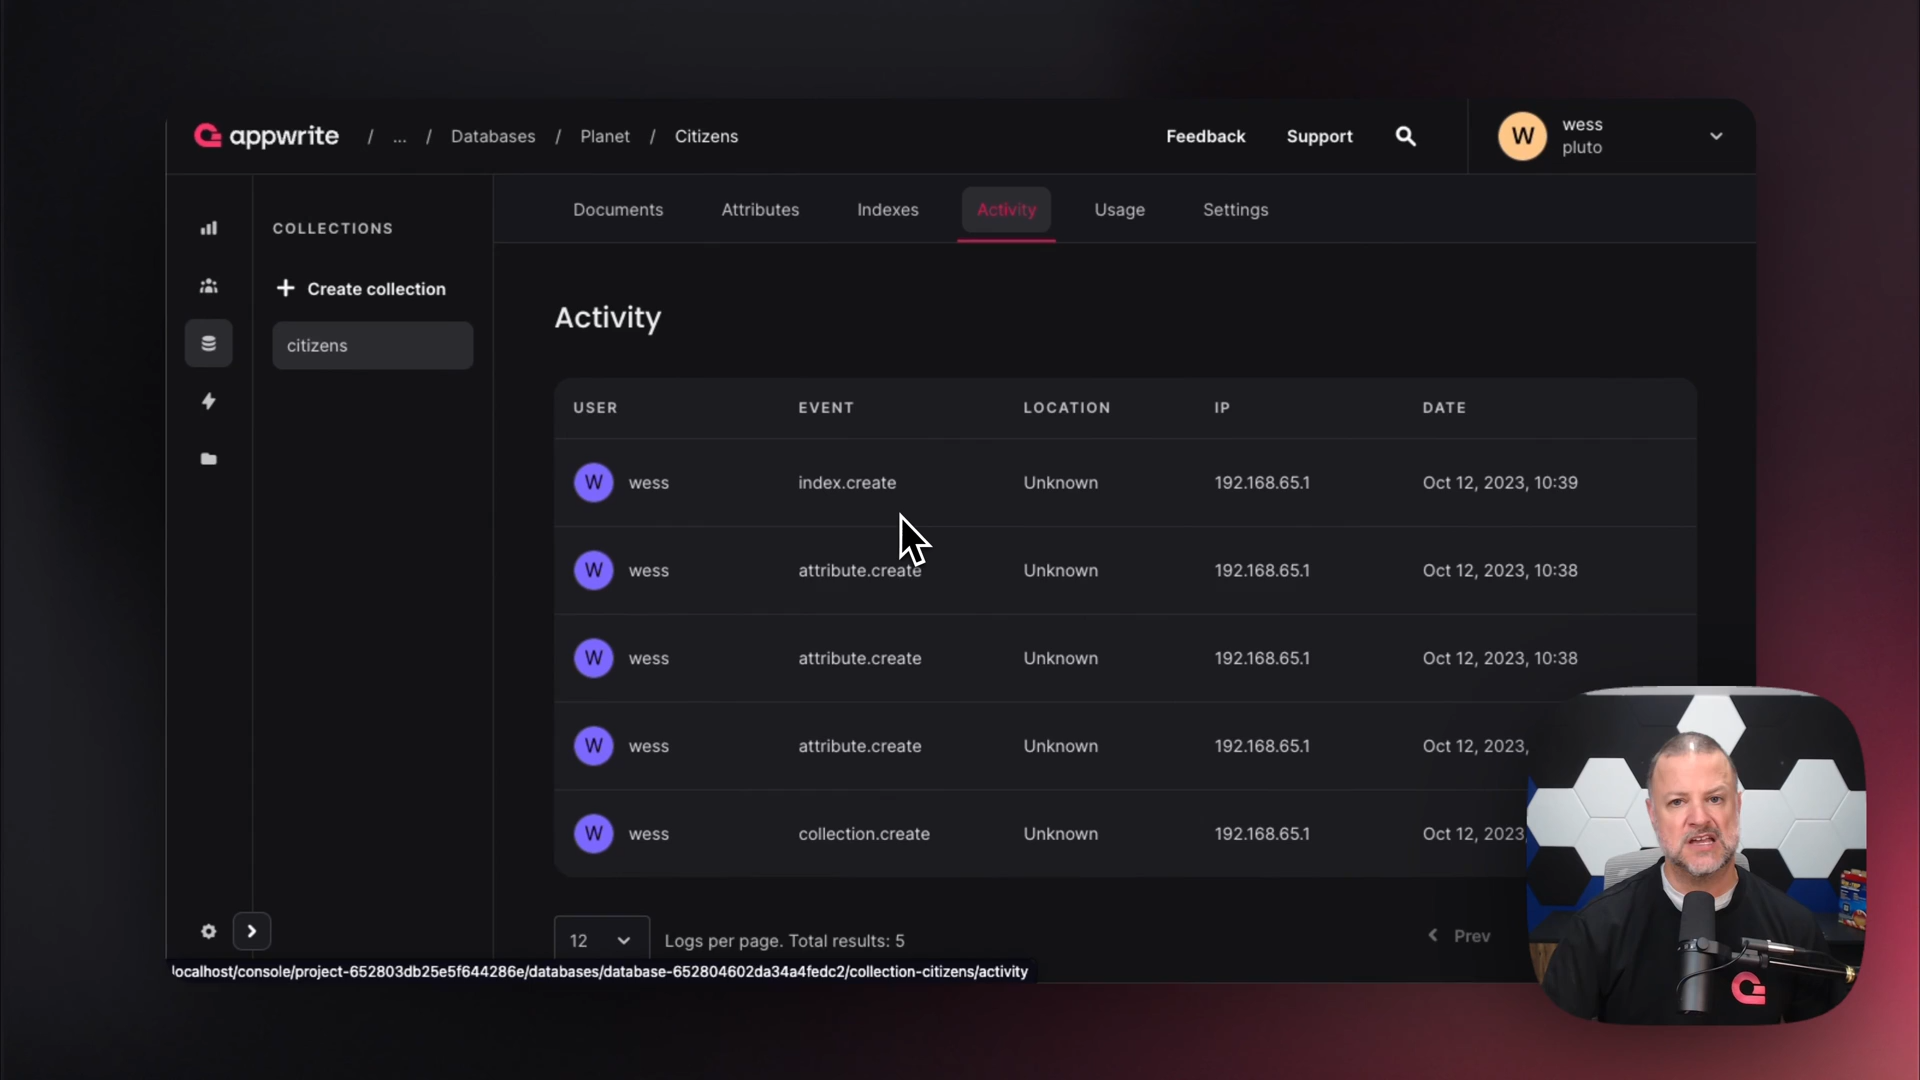 appwrite / ... / Databases / Planet / Citizens Feedback Support W wess
pluto
COLLECTIONS
Create collection
citizens
Documents Attributes Indexes Activity Usage Settings
Activity
USER EVENT LOCATION IP DATE
W wess index.create Unknown 192.168.65.1 Oct 12, 2023, 10:39
W wess attribute.create Unknown 192.168.65.1 Oct 12, 2023, 10:38
W wess attribute.create Unknown 192.168.65.1 Oct 12, 2023, 10:38
W wess attribute.create Unknown 192.168.65.1 Oct 12, 2023,
W wess collection.create Unknown 192.168.65.1 Oct 12, 2023
12 Logs per page. Total results: 5 Prev
localhost/console/project-652803db25e5f644286e/databases/database-652804602da34a4fedc2/collection-citizens/activity